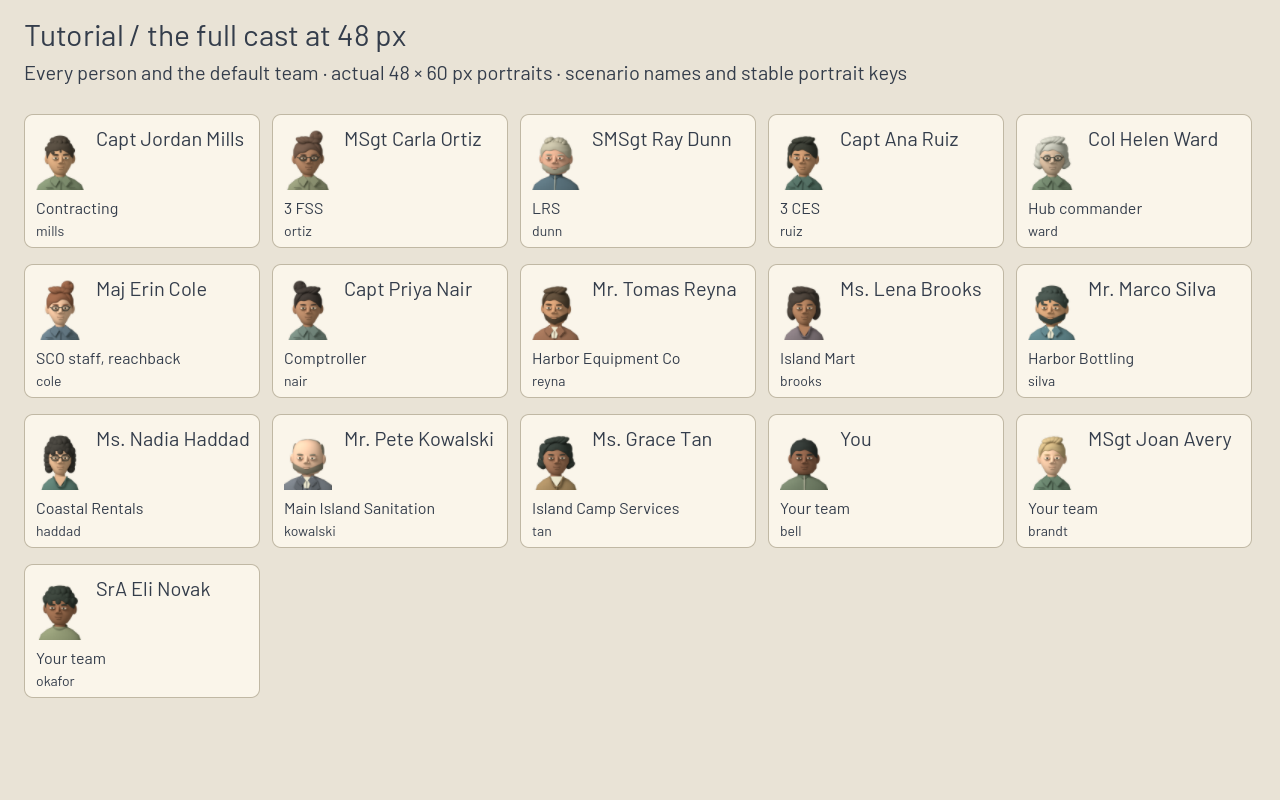 Tutorial / the full cast at 48 px
Every person and the default team · actual 48 × 60 px portraits · scenario names and stable portrait keys
Capt Jordan Mills
Contracting
mills
MSgt Carla Ortiz
3 FSS
ortiz
SMSgt Ray Dunn
LRS
dunn
Capt Ana Ruiz
3 CES
ruiz
Col Helen Ward
Hub commander
ward
Maj Erin Cole
SCO staff, reachback
cole
Capt Priya Nair
Comptroller
nair
Mr. Tomas Reyna
Harbor Equipment Co
reyna
Ms. Lena Brooks
Island Mart
brooks
Mr. Marco Silva
Harbor Bottling
silva
Ms. Nadia Haddad
Coastal Rentals
haddad
Mr. Pete Kowalski
Main Island Sanitation
kowalski
Ms. Grace Tan
Island Camp Services
tan
You
Your team
bell
MSgt Joan Avery
Your team
brandt
SrA Eli Novak
Your team
okafor